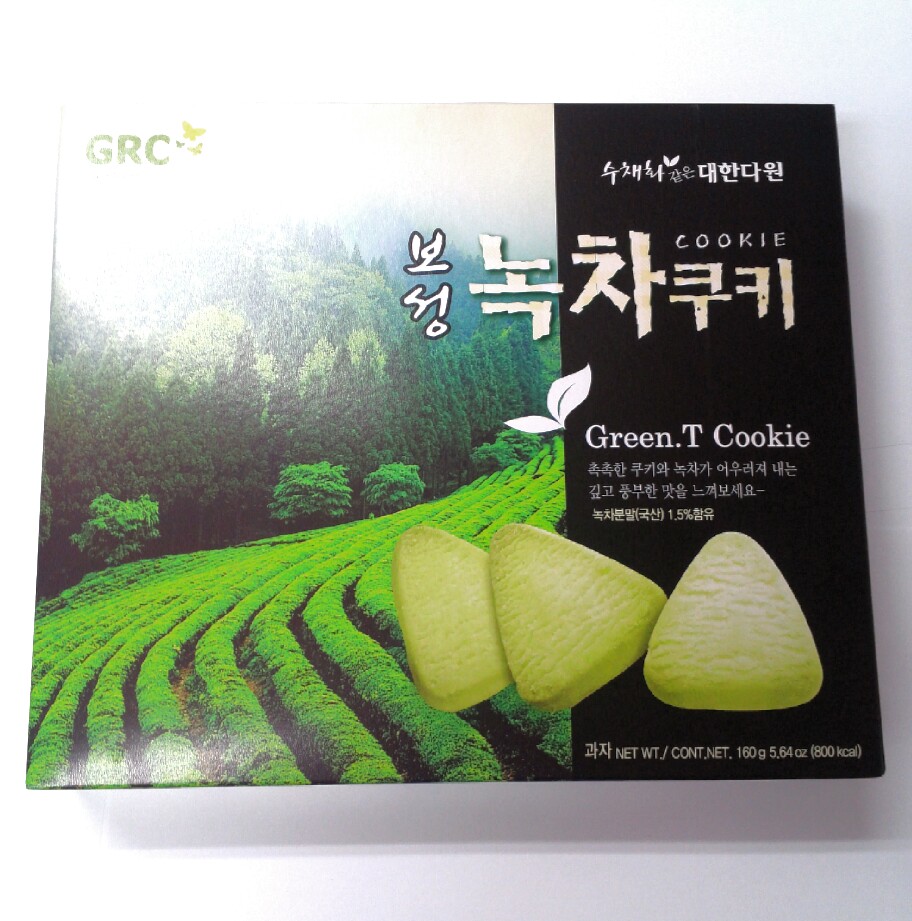 GRC
수채화 같은 대한다원
보성 녹차쿠키
COOKIE
Green.T Cookie
촉촉한 쿠키와 녹차가 어우러져 내는
깊고 풍부한 맛을 느껴보세요~
녹차분말(국산) 1.5%함유
과자 NET WT./ CONT.NET. 160g 5.64oz (800kcal)